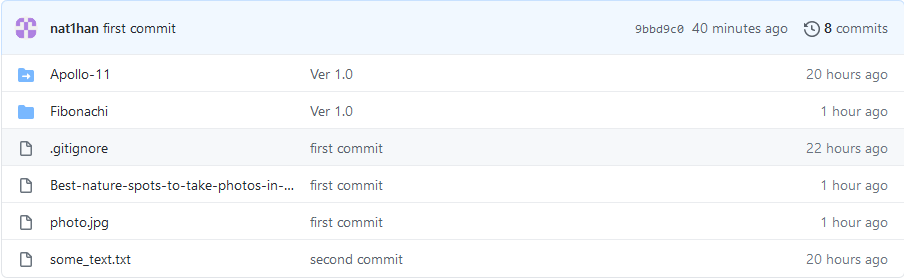 nat1han first commit 9bbd9c0 40 minutes ago 8 commits
Apollo-11 Ver 1.0 20 hours ago
Fibonachi Ver 1.0 1 hour ago
.gitignore first commit 22 hours ago
Best-nature-spots-to-take-photos-in-... first commit 1 hour ago
photo.jpg first commit 1 hour ago
some_text.txt second commit 20 hours ago